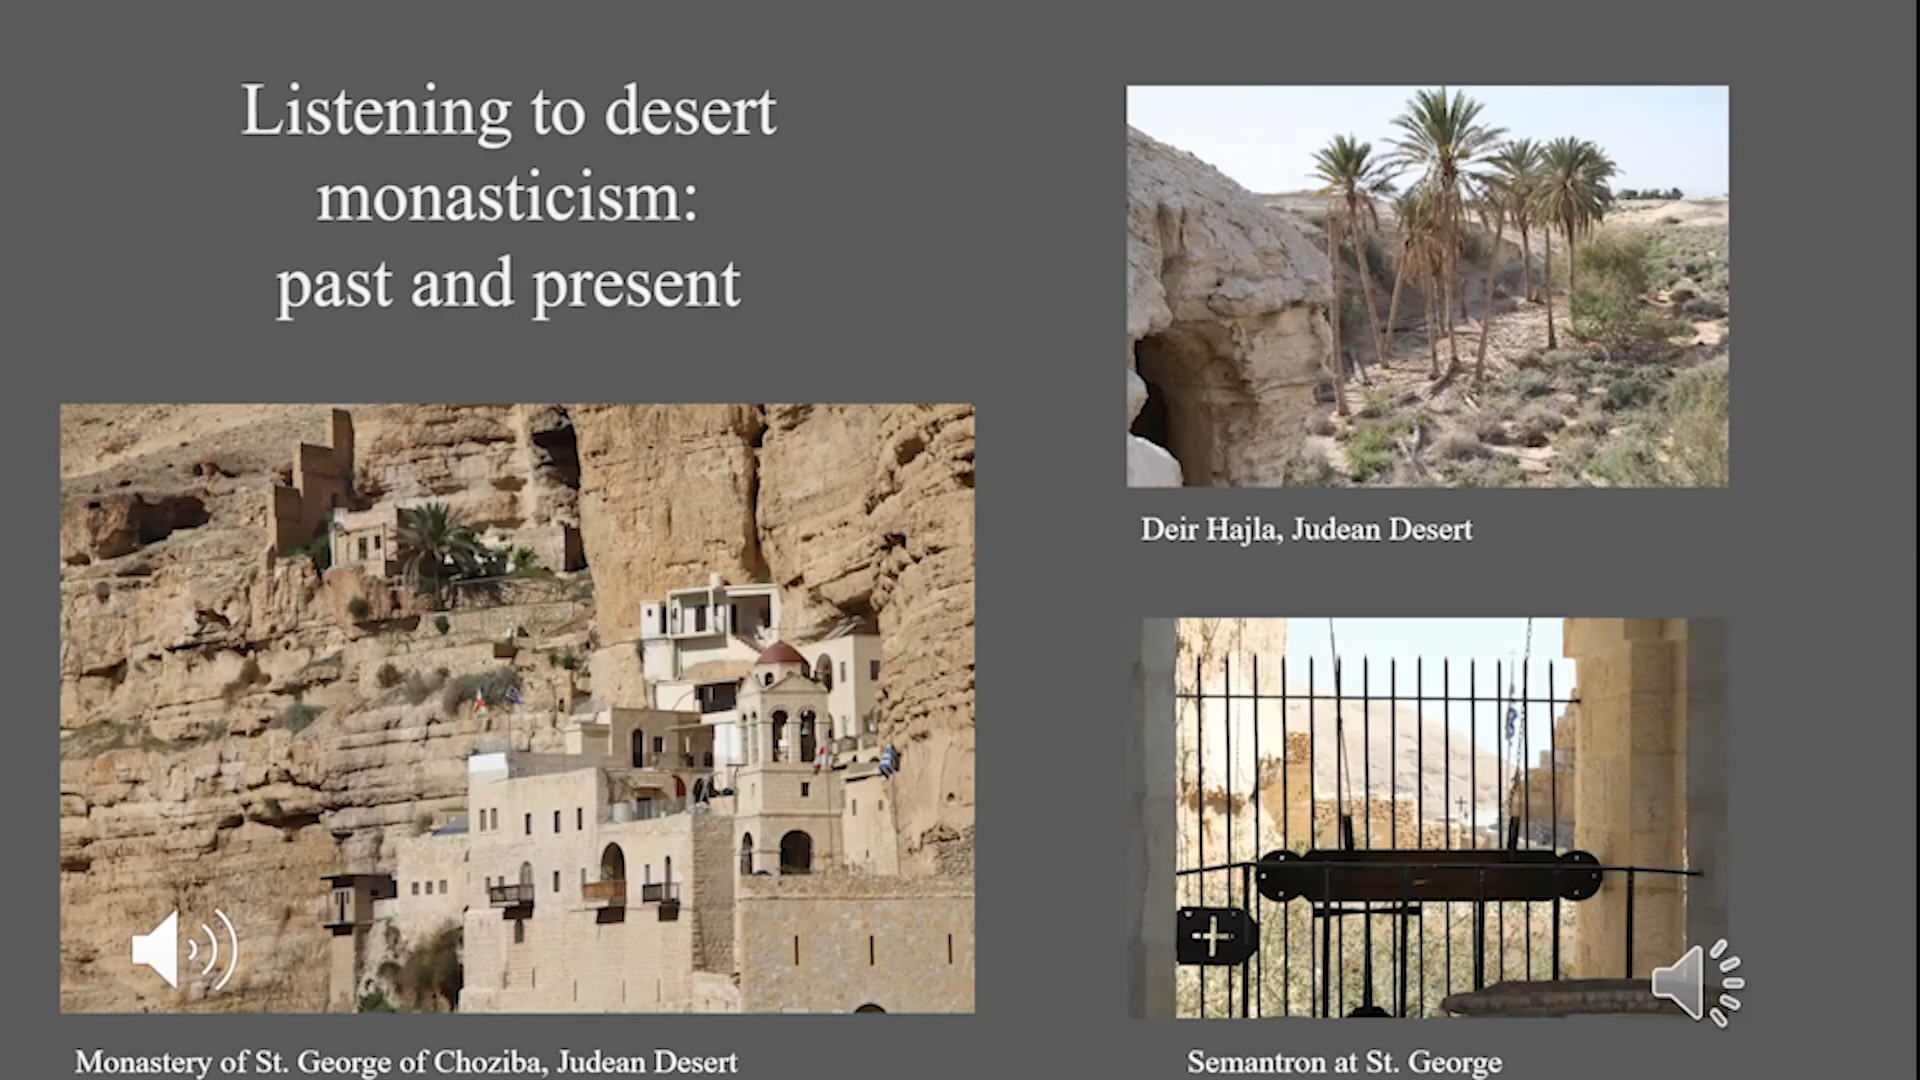 Listening to desert
monasticism:
past and present
Deir Hajla, Judean Desert
Monastery of St. George of Choziba, Judean Desert
Semantron at St. George